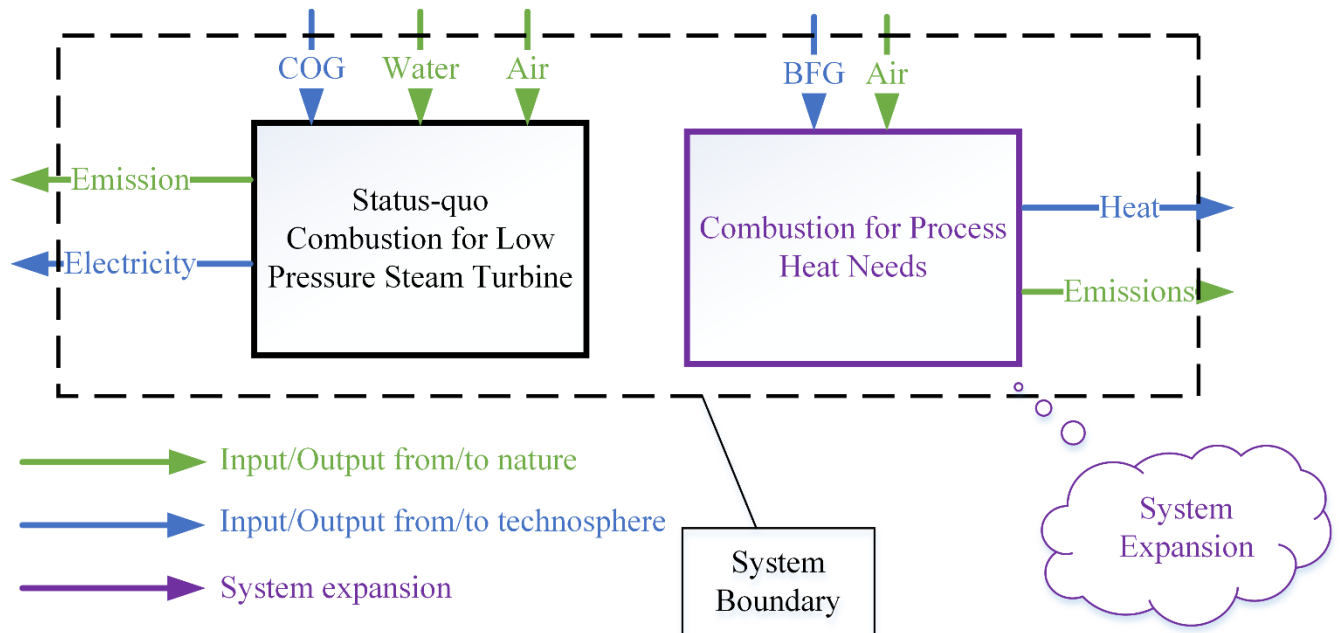 COG
Water
Air
BFG
Air
Emission
Electricity
Status-quo
Combustion for Low
Pressure Steam Turbine
Combustion for Process
Heat Needs
Heat
Emissions
Input/Output from/to nature
Input/Output from/to technosphere
System expansion
System
Boundary
System
Expansion